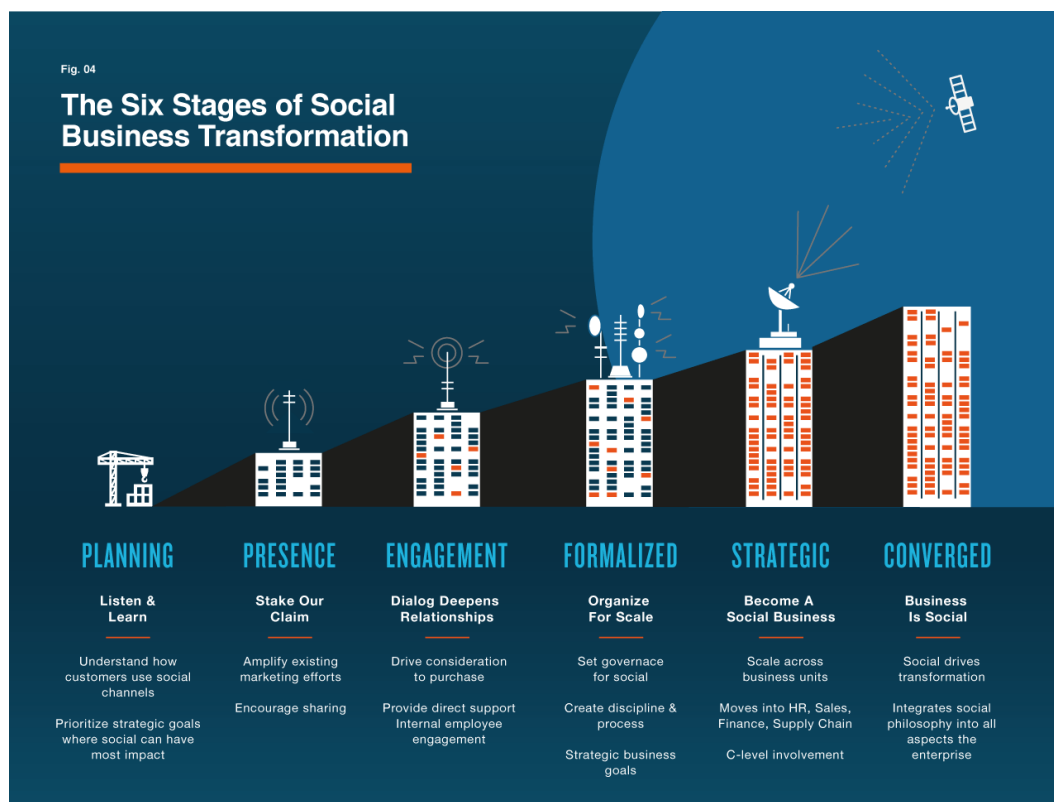 Fig. 04
The Six Stages of Social
Business Transformation
PLANNING
Listen &
Learn
Understand how
customers use social
channels
Prioritize strategic goals
where social can have
most impact
PRESENCE
Stake Our
Claim
Amplify existing
marketing efforts
Encourage sharing
ENGAGEMENT
Dialog Deepens
Relationships
Drive consideration
to purchase
Provide direct support
Internal employee
engagement
FORMALIZED
Organize
For Scale
Set governace
for social
Create discipline &
process
Strategic business
goals
STRATEGIC
Become A
Social Business
Scale across
business units
Moves into HR, Sales,
Finance, Supply Chain
C-level involvement
CONVERGED
Business
Is Social
Social drives
transformation
Integrates social
philosophy into all
aspects the
enterprise